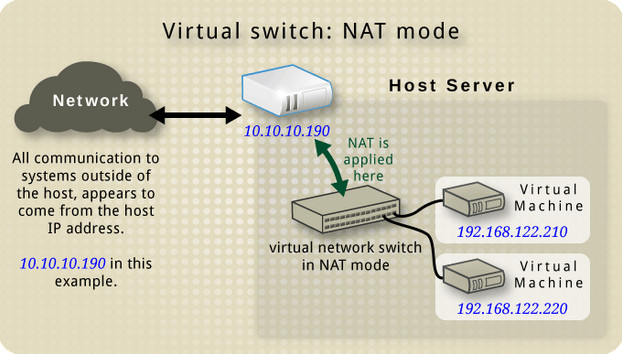 Virtual switch: NAT mode
Host Server
Network
10.10.10.190
NAT is
applied
here
All communication to
systems outside of
the host, appears to
come from the host
IP address.
10.10.10.190 in this
example.
virtual network switch
in NAT mode
Virtual
Machine
192.168.122.210
Virtual
Machine
192.168.122.220